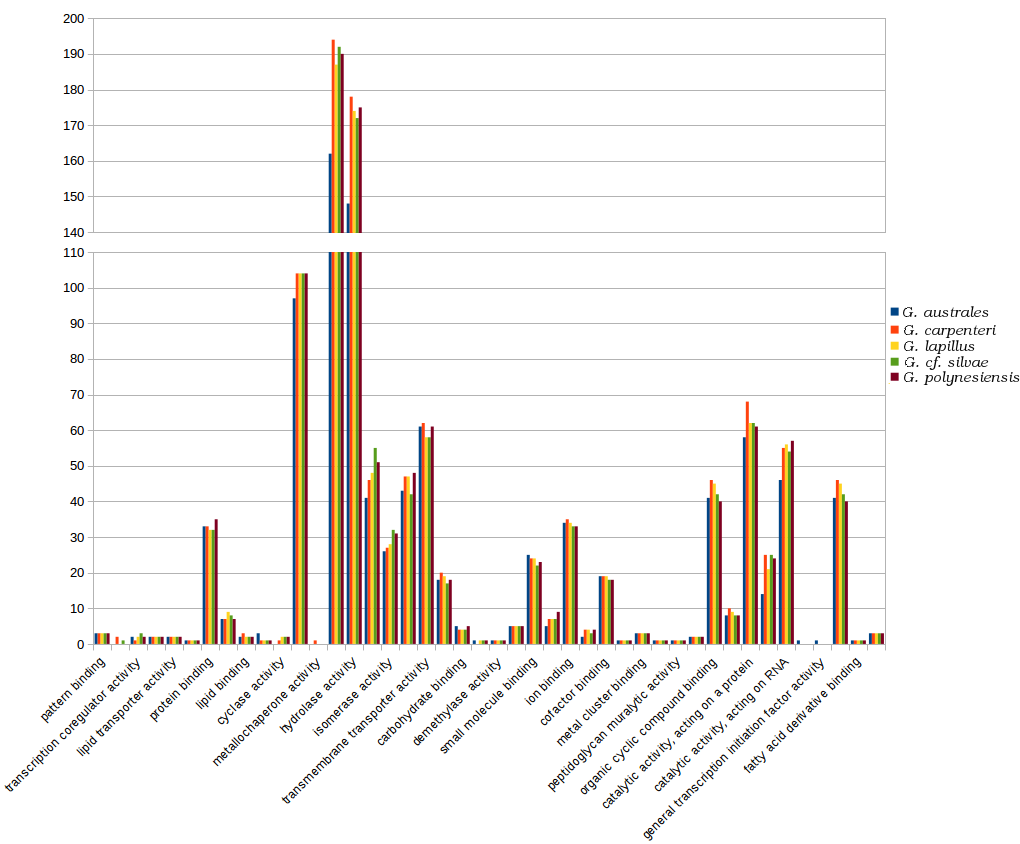 200
190
180
170
160
150
140
110
100
90
80
70
60
50
40
30
20
10
0
G. australes
G. carpenteri
G. lapillus
G. cf. silvae
G. polynesiensis
pattern binding
transcription coregulator activity
lipid transporter activity
protein binding
lipid binding
cyclase activity
metallochaperone activity
hydrolase activity
isomerase activity
transmembrane transporter activity
carbohydrate binding
demethylase activity
small molecule binding
ion binding
cofactor binding
metal cluster binding
peptidoglycan muralytic activity
organic cyclic compound binding
catalytic activity, acting on a protein
catalytic activity, acting on RNA
general transcription initiation factor activity
fatty acid derivative binding